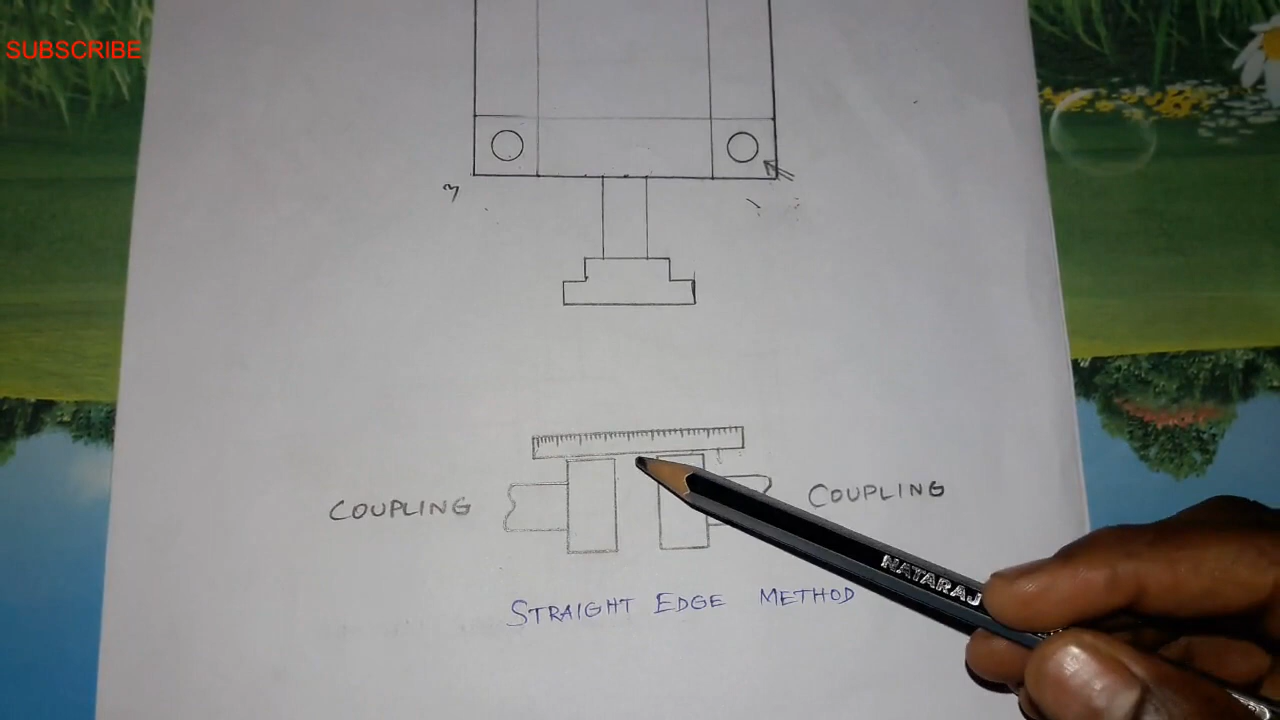 SUBSCRIBE
COUPLING
COUPLING
NATARAJ
STRAIGHT EDGE METHOD